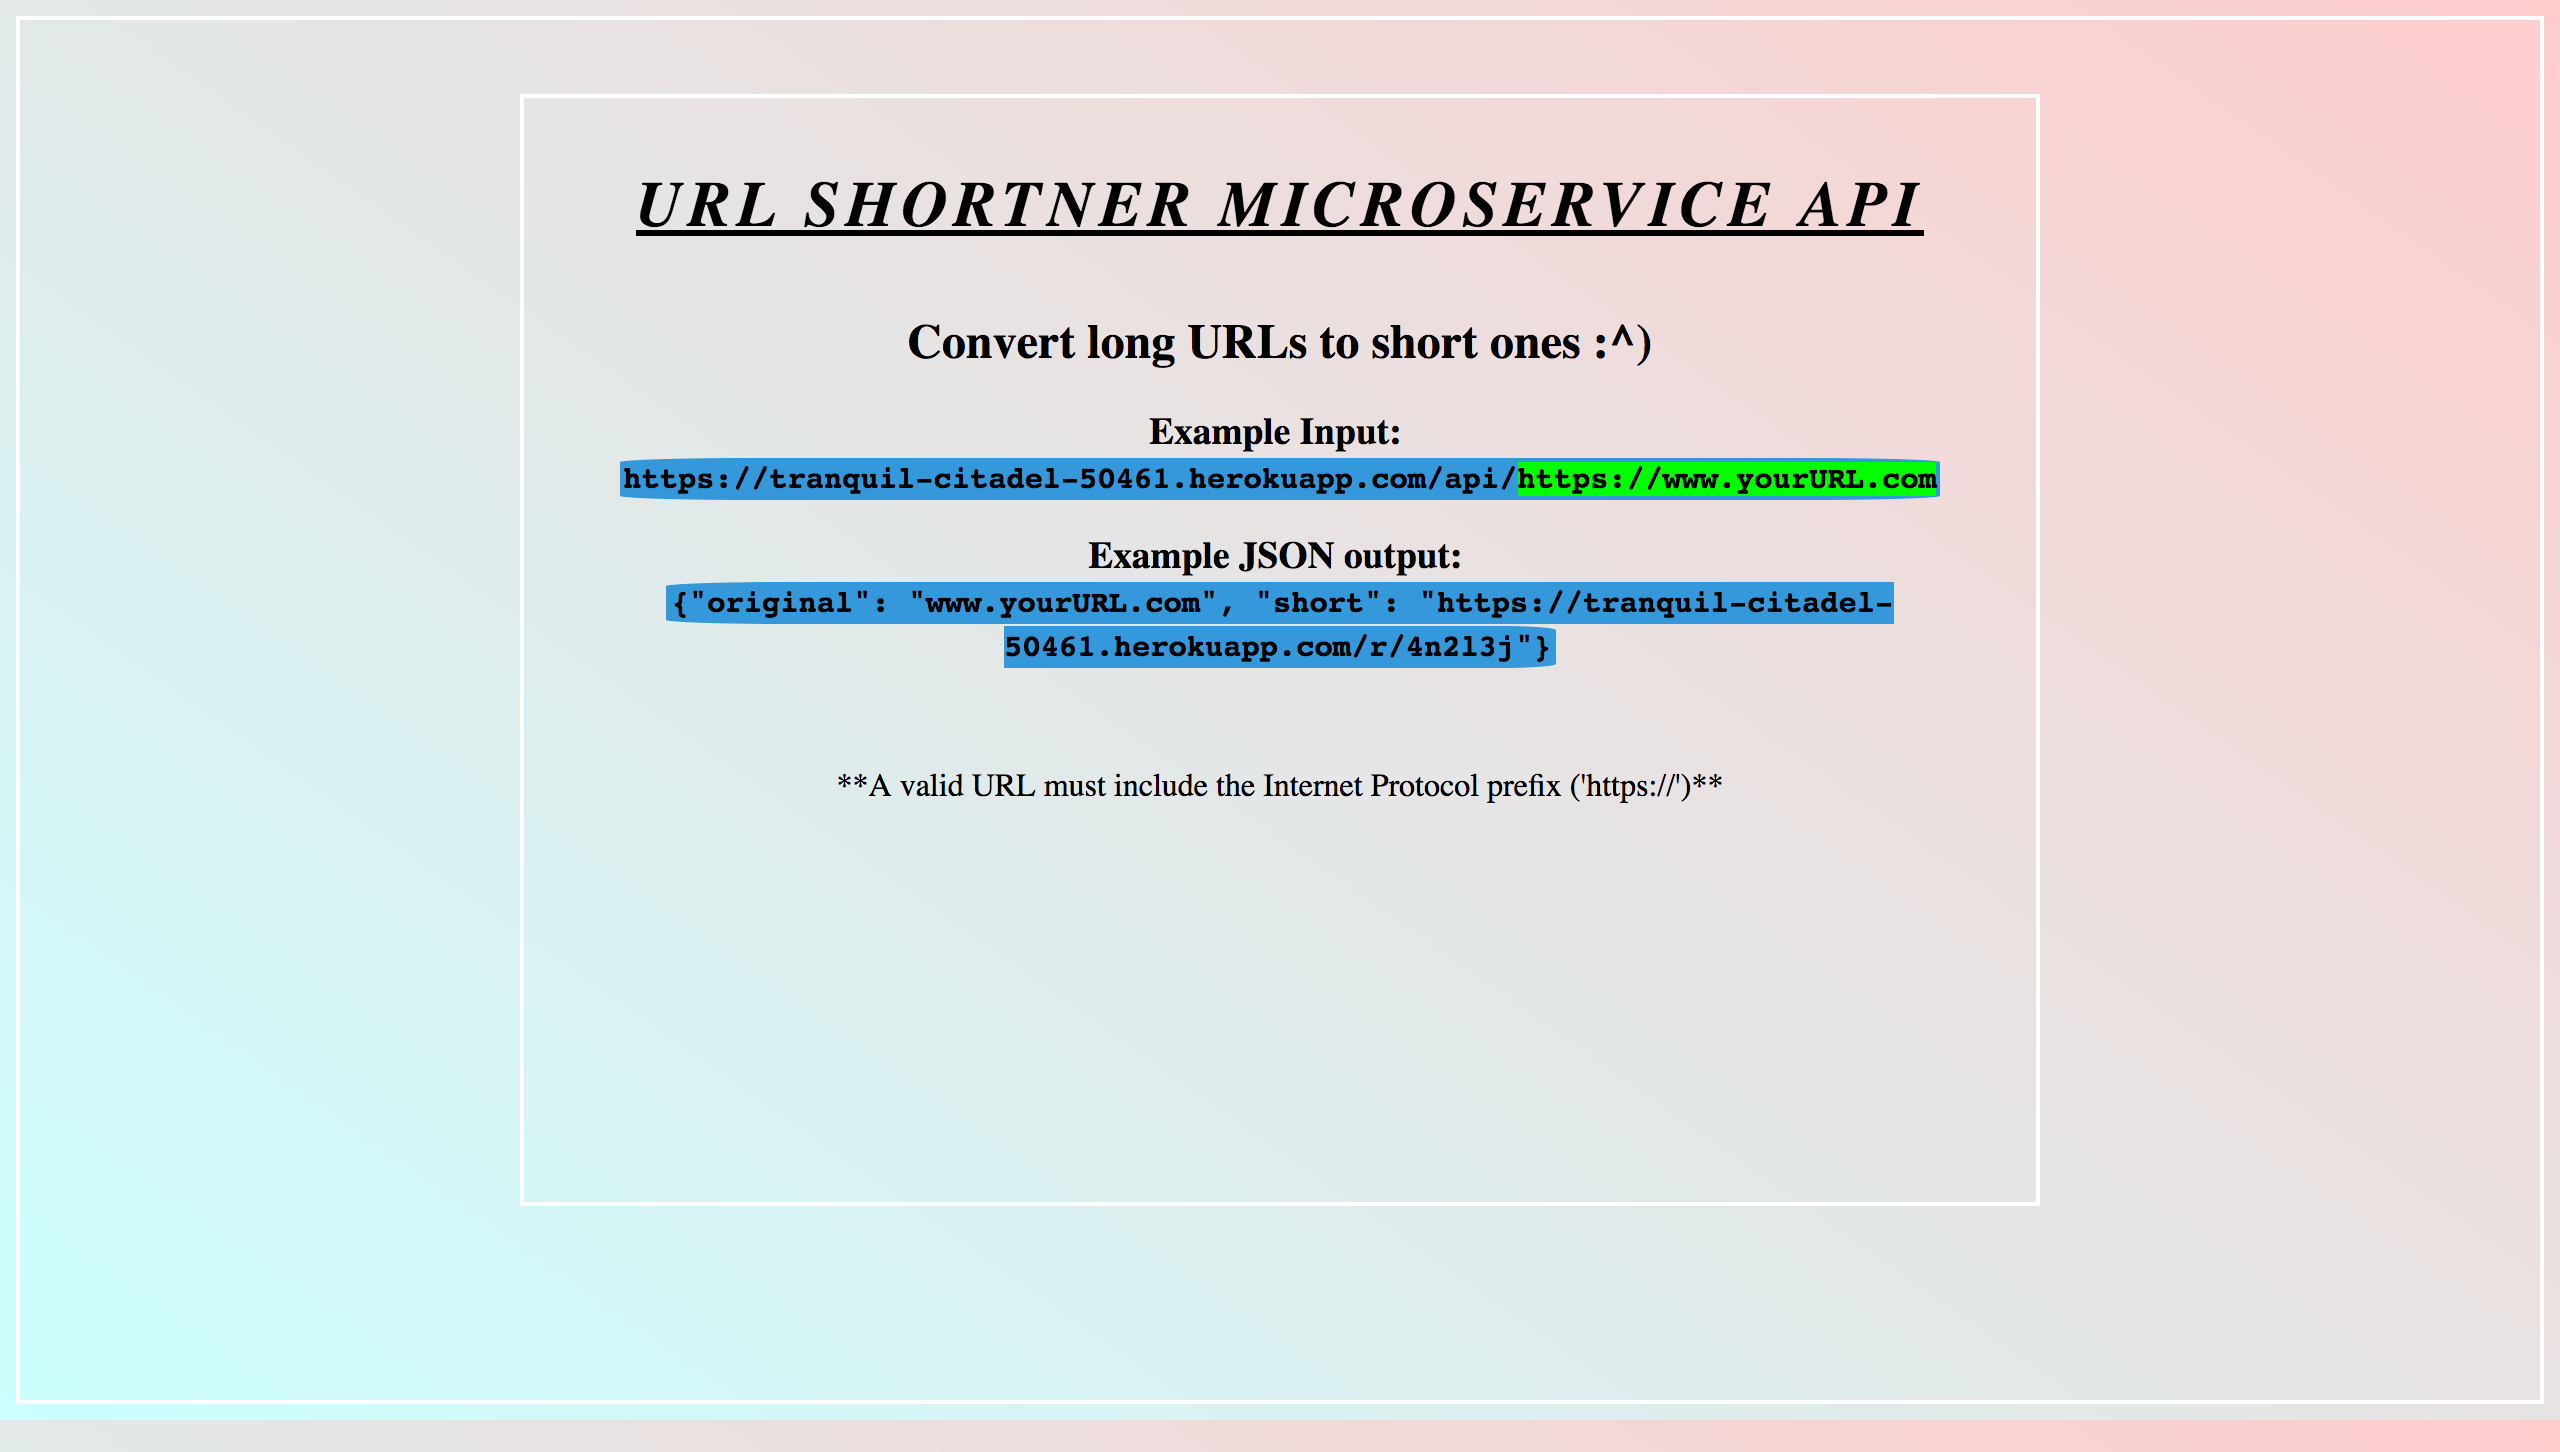 URL SHORTNER MICROSERVICE API
Convert long URLs to short ones :^)
Example Input:
https://tranquil-citadel-50461.herokuapp.com/api/https://www.yourURL.com
Example JSON output:
{"original": "www.yourURL.com", "short": "https://tranquil-citadel-
50461.herokuapp.com/r/4n2l3j"}
**A valid URL must include the Internet Protocol prefix ('https://')**